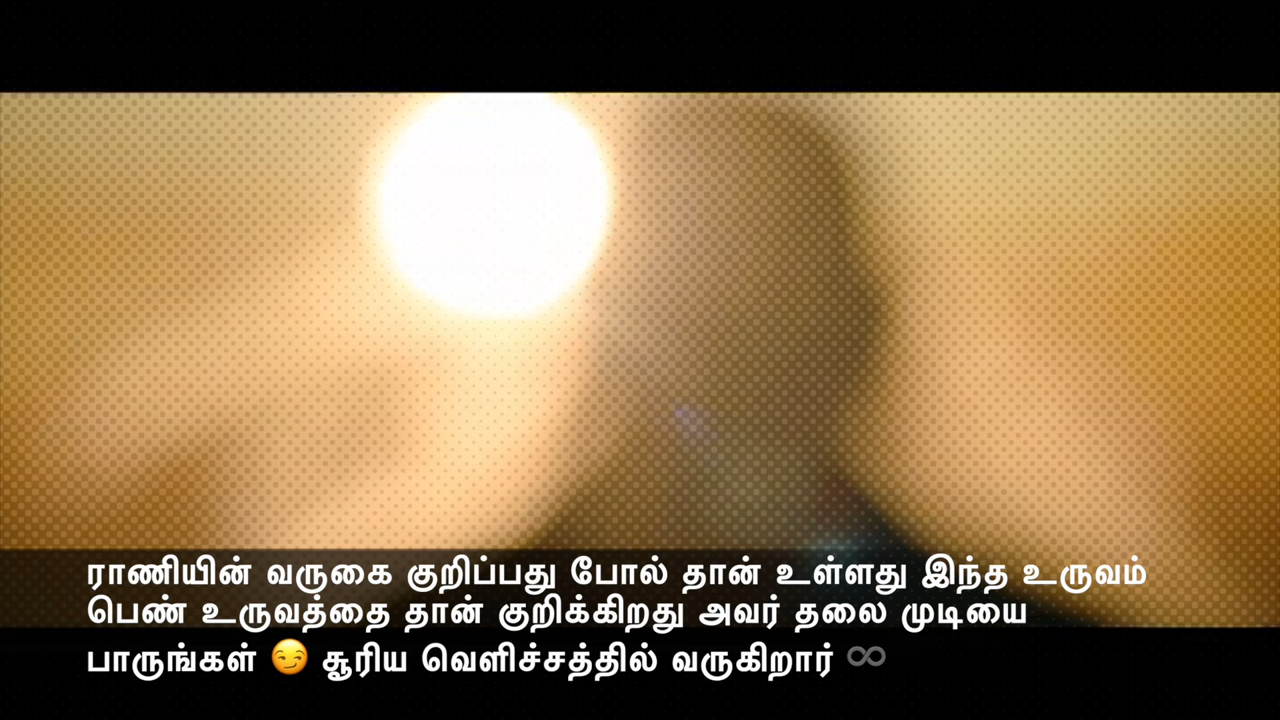 ராணியின் வருகை குறிப்பது போல் தான் உள்ளது இந்த உருவம்
பெண் உருவத்தை தான் குறிக்கிறது அவர் தலை முடியை
பாருங்கள் 😏 சூரிய வெளிச்சத்தில் வருகிறார் ♾